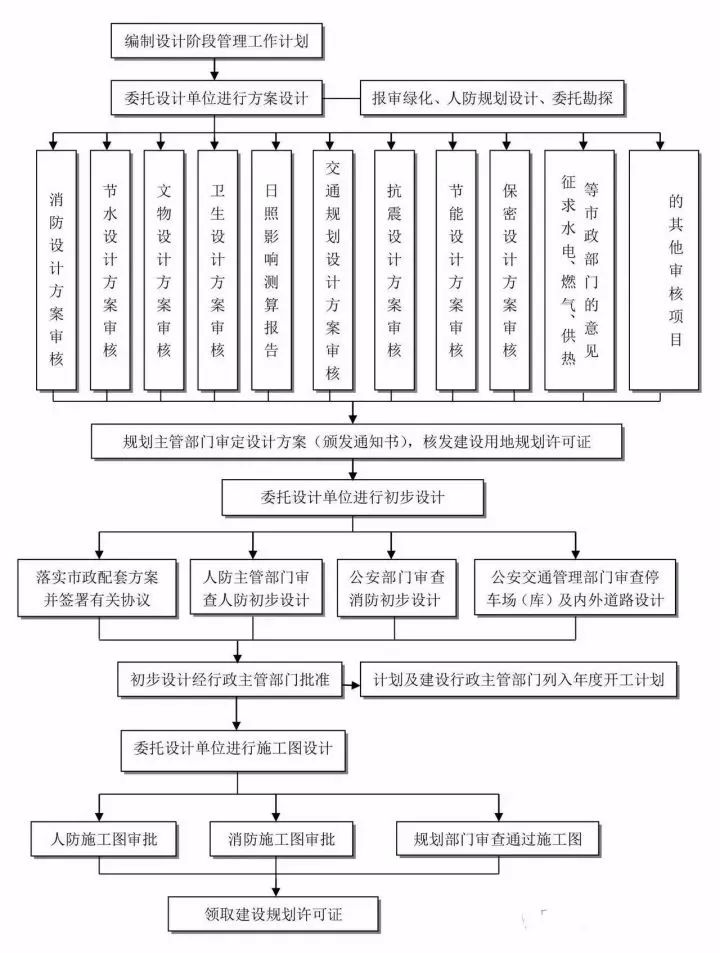 编制设计阶段管理工作计划
委托设计单位进行方案设计
报审绿化、人防规划设计、委托勘探
消防设计方案审核
节水设计方案审核
文物设计方案审核
卫生设计方案审核
日照影响测算报告
交通规划设计方案审核
抗震设计方案审核
节能设计方案审核
保密设计方案审核
征求水电、燃气、供热
等市政部门的意见
的其他审核项目
规划主管部门审定设计方案（颁发通知书），核发建设用地规划许可证
委托设计单位进行初步设计
落实市政配套方案
并签署有关协议
人防主管部门审
查人防初步设计
公安部门审查
消防初步设计
公安交通管理部门审查停
车场（库）及内外道路设计
初步设计经行政主管部门批准
计划及建设行政主管部门列入年度开工计划
委托设计单位进行施工图设计
人防施工图审批
消防施工图审批
规划部门审查通过施工图
领取建设规划许可证